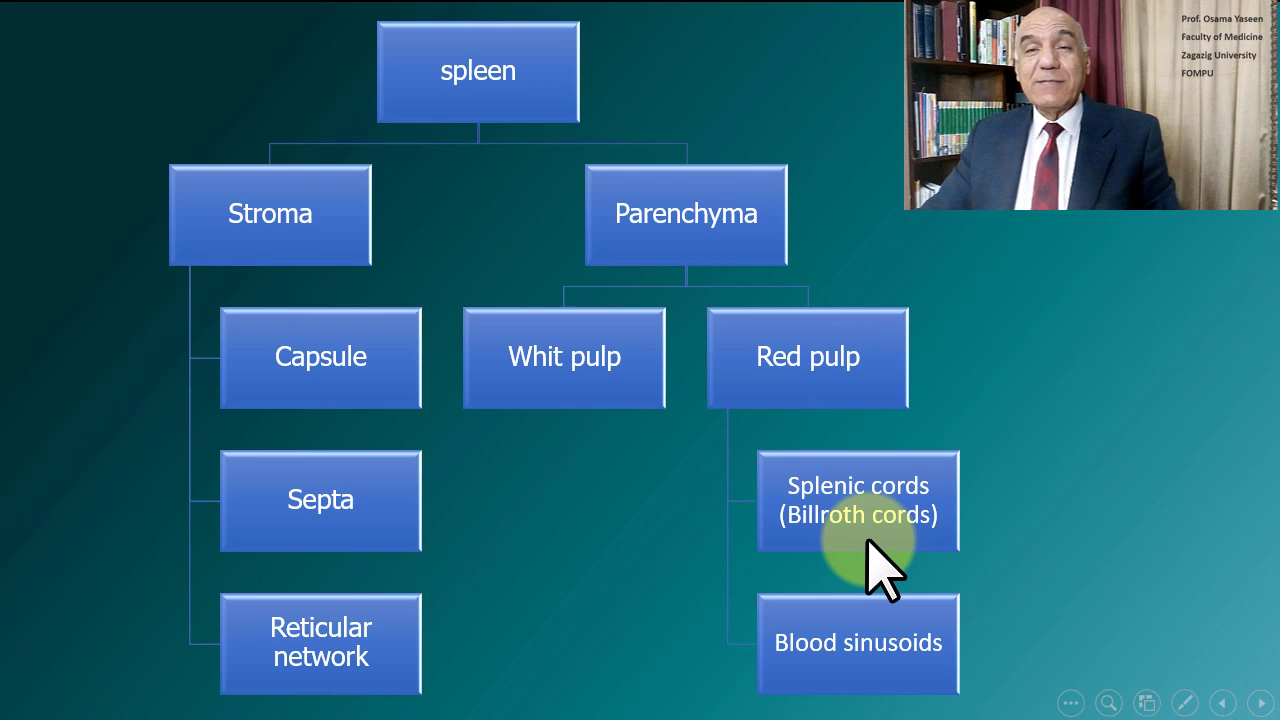 spleen
Prof. Osama Yaseen
Faculty of Medicine
Zagazig University
FOMPU
Stroma
Parenchyma
Capsule
Whit pulp
Red pulp
Septa
Splenic cords
(Billroth cords)
Reticular
network
Blood sinusoids